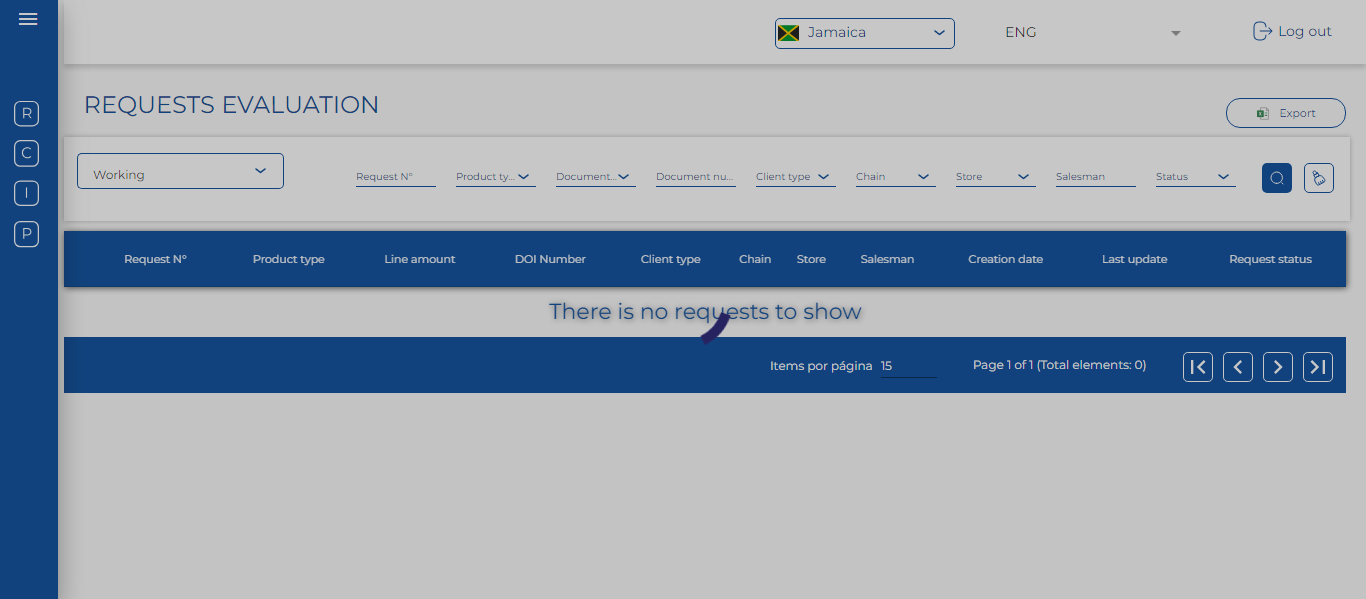 Jamaica
ENG
Log out
R
C
I
P
REQUESTS EVALUATION
Export
Working
Request N°
Product ty...
Document...
Document nu...
Client type
Chain
Store
Salesman
Status
Request N° Product type Line amount DOI Number Client type Chain Store Salesman Creation date Last update Request status
There is no requests to show
Items por página 15 Page 1 of 1 (Total elements: 0)